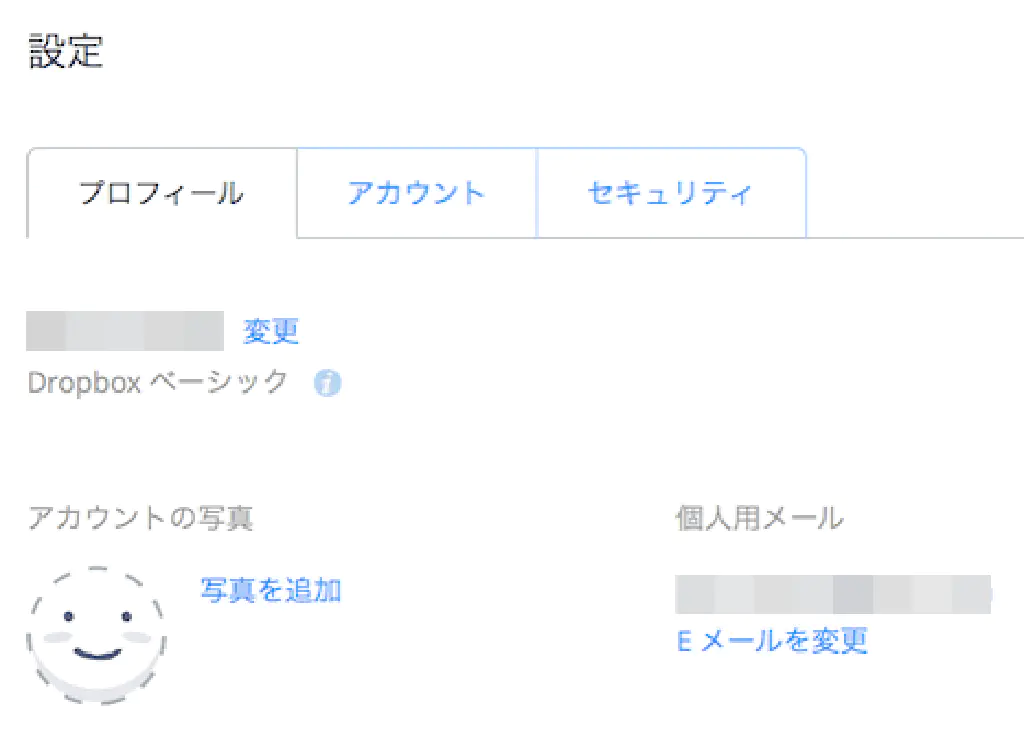 設定
プロフィール アカウント セキュリティ
変更
Dropbox ベーシック
アカウントの写真
写真を追加
個人用メール
E メールを変更